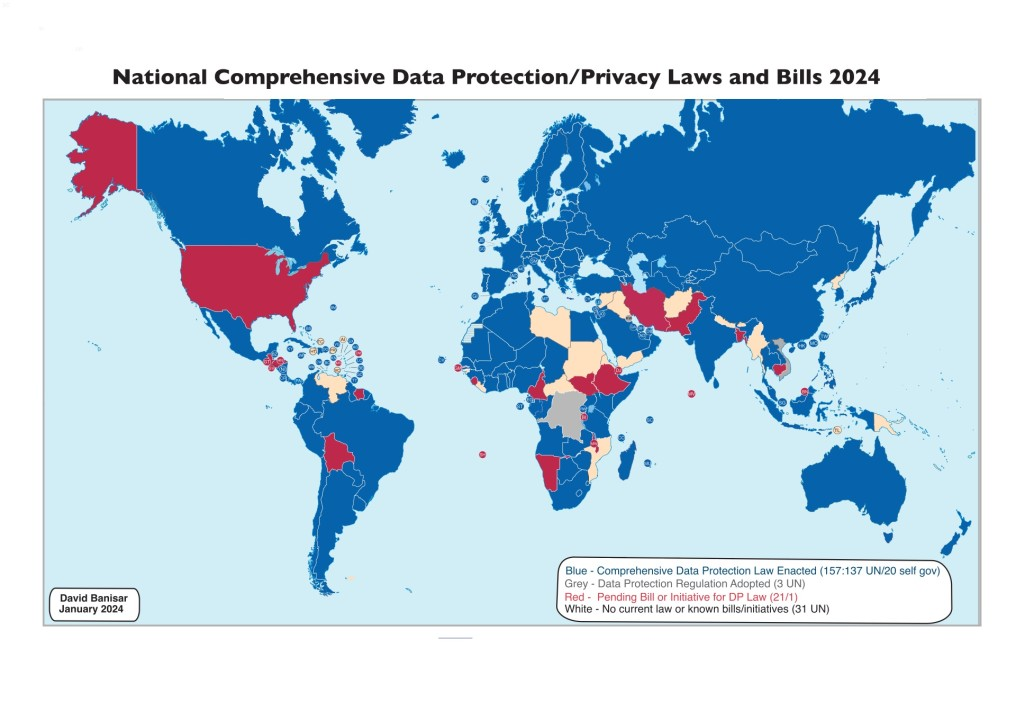 National Comprehensive Data Protection/Privacy Laws and Bills 2024
Blue - Comprehensive Data Protection Law Enacted (157:137 UN/20 self gov)
Grey - Data Protection Regulation Adopted (3 UN)
Red - Pending Bill or Initiative for DP Law (21/1)
White - No current law or known bills/initiatives (31 UN)
David Banisar
January 2024